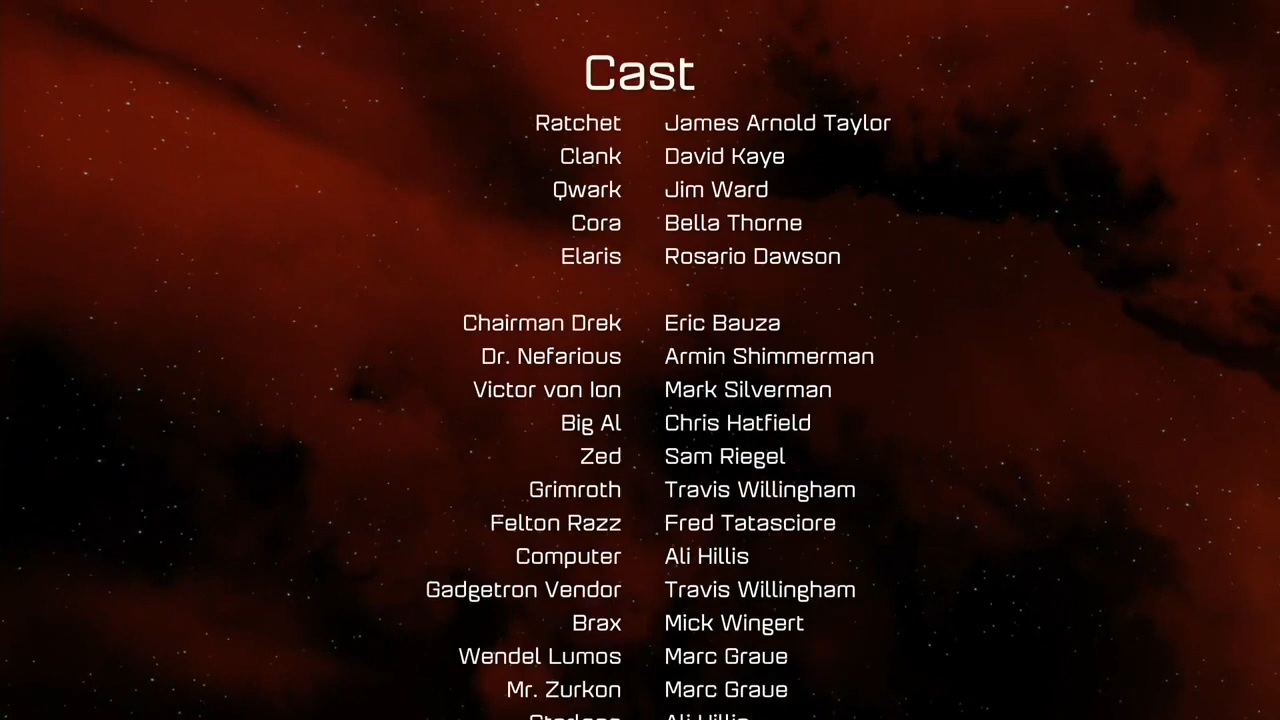 Cast
Ratchet James Arnold Taylor
Clank David Kaye
Qwark Jim Ward
Cora Bella Thorne
Elaris Rosario Dawson
Chairman Drek Eric Bauza
Dr. Nefarious Armin Shimmerman
Victor von Ion Mark Silverman
Big Al Chris Hatfield
Zed Sam Riegel
Grimroth Travis Willingham
Felton Razz Fred Tatasciore
Computer Ali Hillis
Gadgetron Vendor Travis Willingham
Brax Mick Wingert
Wendel Lumos Marc Graue
Mr. Zurkon Marc Graue
Ali Hillis